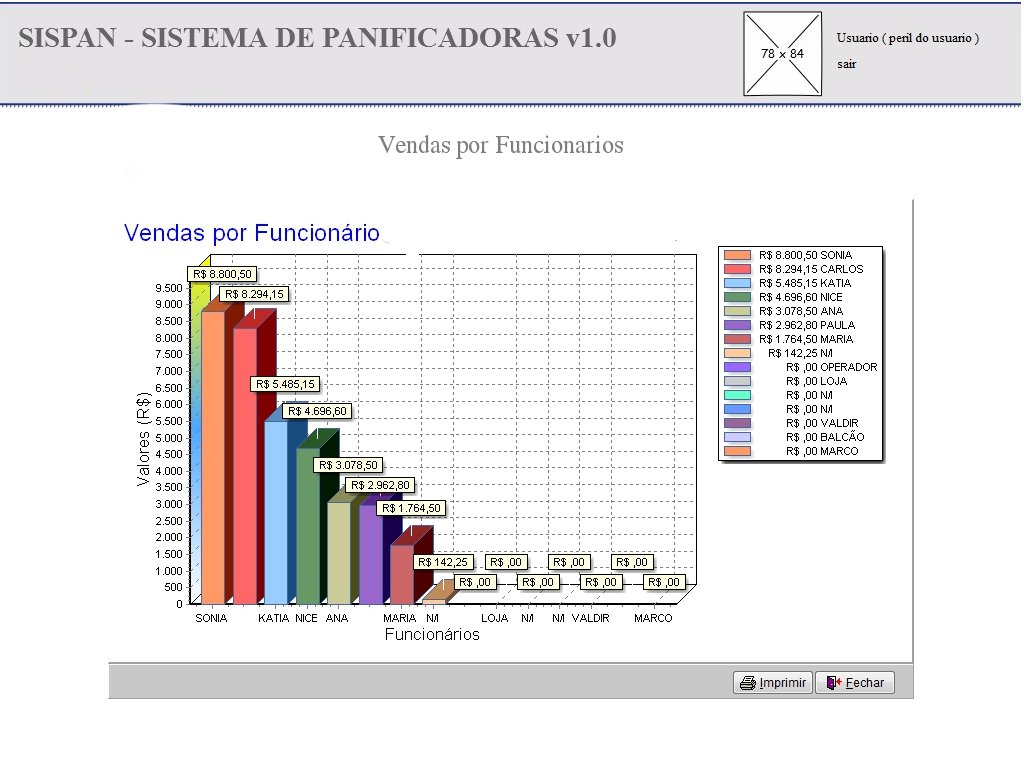 SISPAN - SISTEMA DE PANIFICADORAS v1.0
78 x 84
Usuario ( peril do usuario )
sair
Vendas por Funcionarios
Vendas por Funcionário
R$ 8.800,50
R$ 8.294,15
R$ 5.485,15
R$ 4.696,60
R$ 3.078,50
R$ 2.962,80
R$ 1.764,50
R$ 142,25
R$ ,00
R$ ,00
R$ ,00
R$ ,00
R$ ,00
R$ ,00
R$ ,00
9.500
9.000
8.500
8.000
7.500
7.000
6.500
6.000
5.500
5.000
4.500
4.000
3.500
3.000
2.500
2.000
1.500
1.000
500
0
Valores (R$)
SONIA KATIA NICE ANA MARIA N/I LOJA N/I N/I VALDIR MARCO
Funcionários
R$ 8.800,50 SONIA
R$ 8.294,15 CARLOS
R$ 5.485,15 KATIA
R$ 4.696,60 NICE
R$ 3.078,50 ANA
R$ 2.962,80 PAULA
R$ 1.764,50 MARIA
R$ 142,25 N/I
R$ ,00 OPERADOR
R$ ,00 LOJA
R$ ,00 N/I
R$ ,00 N/I
R$ ,00 VALDIR
R$ ,00 BALCÃO
R$ ,00 MARCO
Imprimir
Fechar